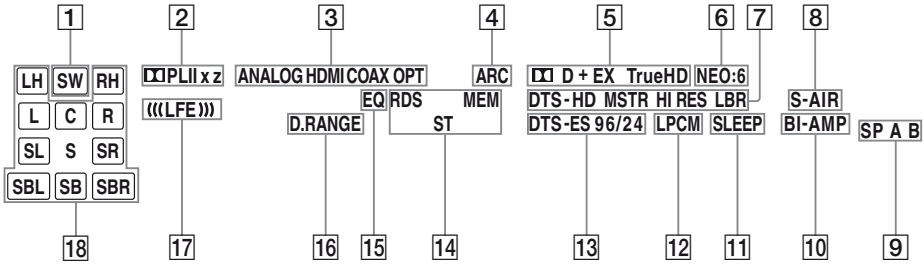 1 2 3 4 5 6 7 8
LH SW RH PLII x z ANALOG HDMI COAX OPT ARC D + EX TrueHD NEO:6
L C R (((LFE))) EQ RDS MEM DTS-HD MSTR HI RES LBR S-AIR
D.RANGE ST DTS-ES 96/24 LPCM SLEEP BI-AMP SP A B
SL S SR
SBL SB SBR
18 17 16 15 14 13 12 11 10 9